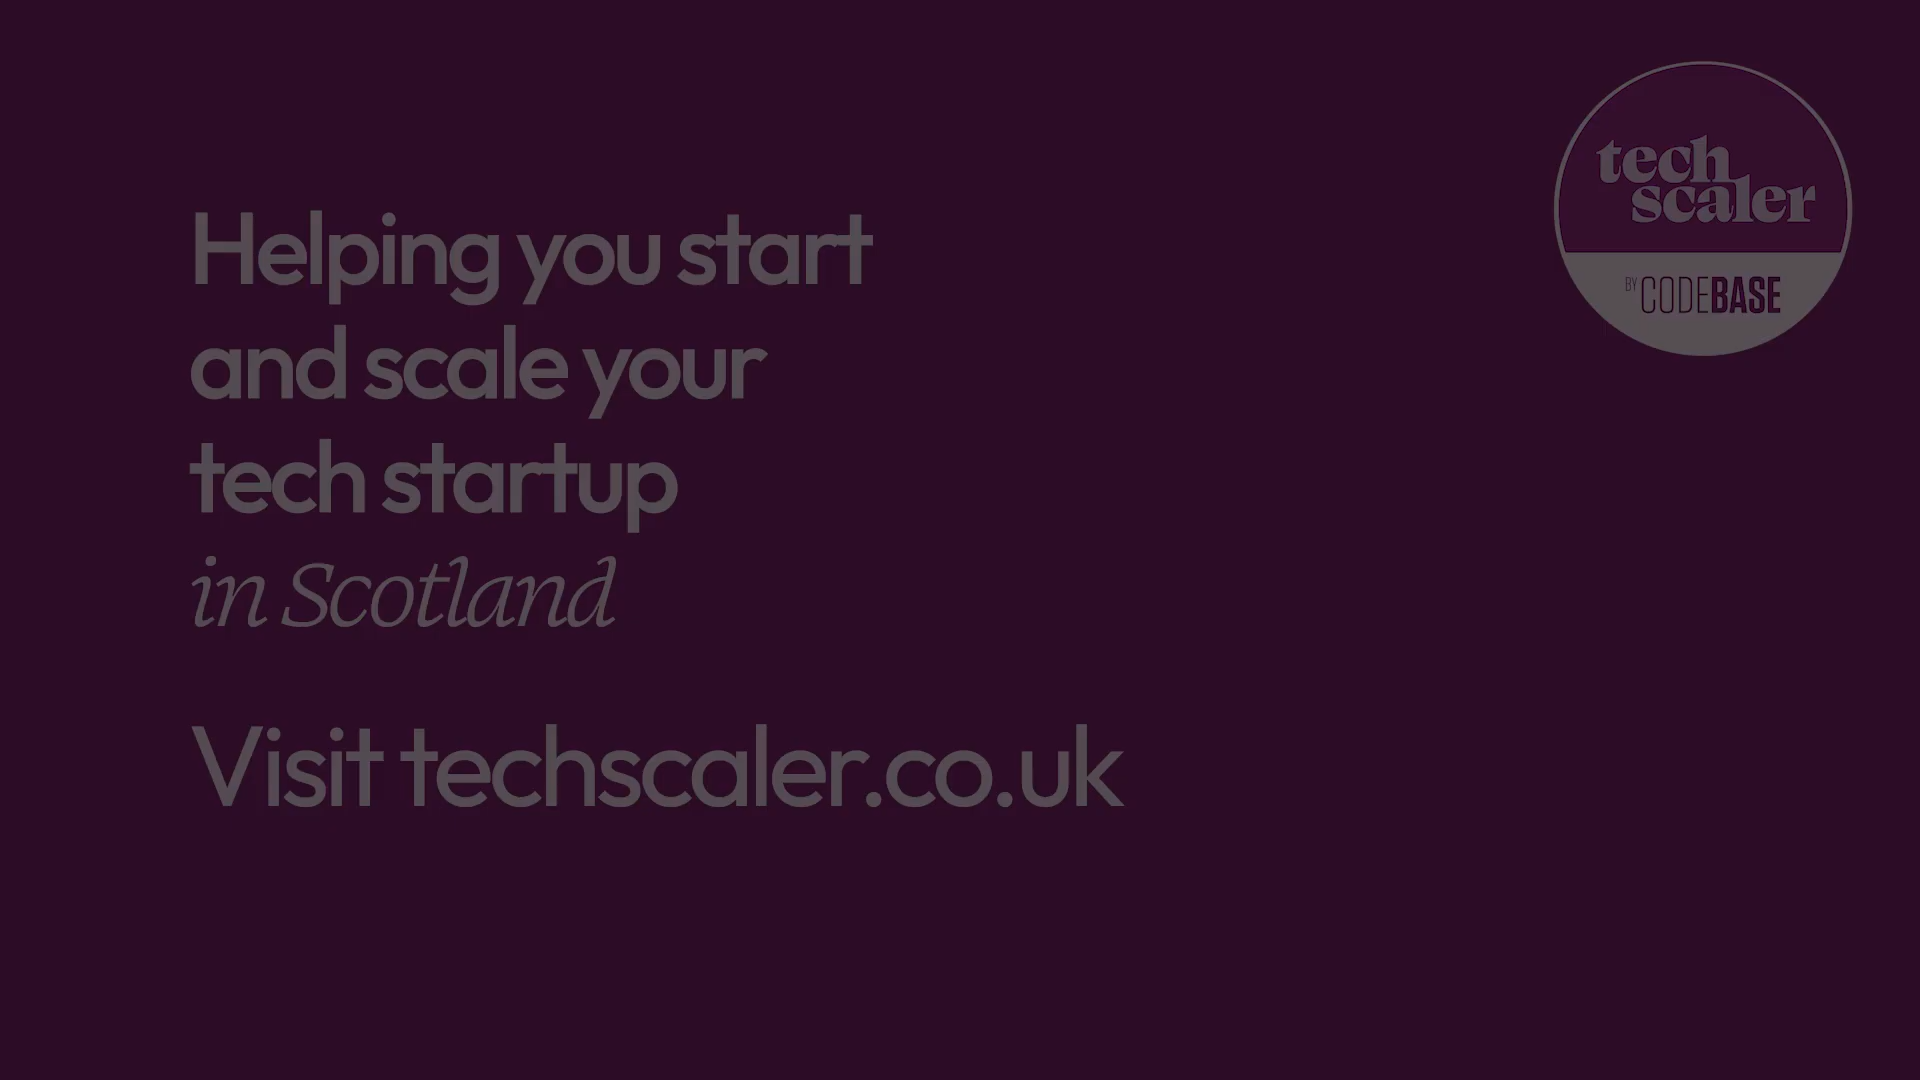 Helping you start
and scale your
tech startup
in Scotland
Visit techscaler.co.uk
tech
scaler
BY CODEBASE